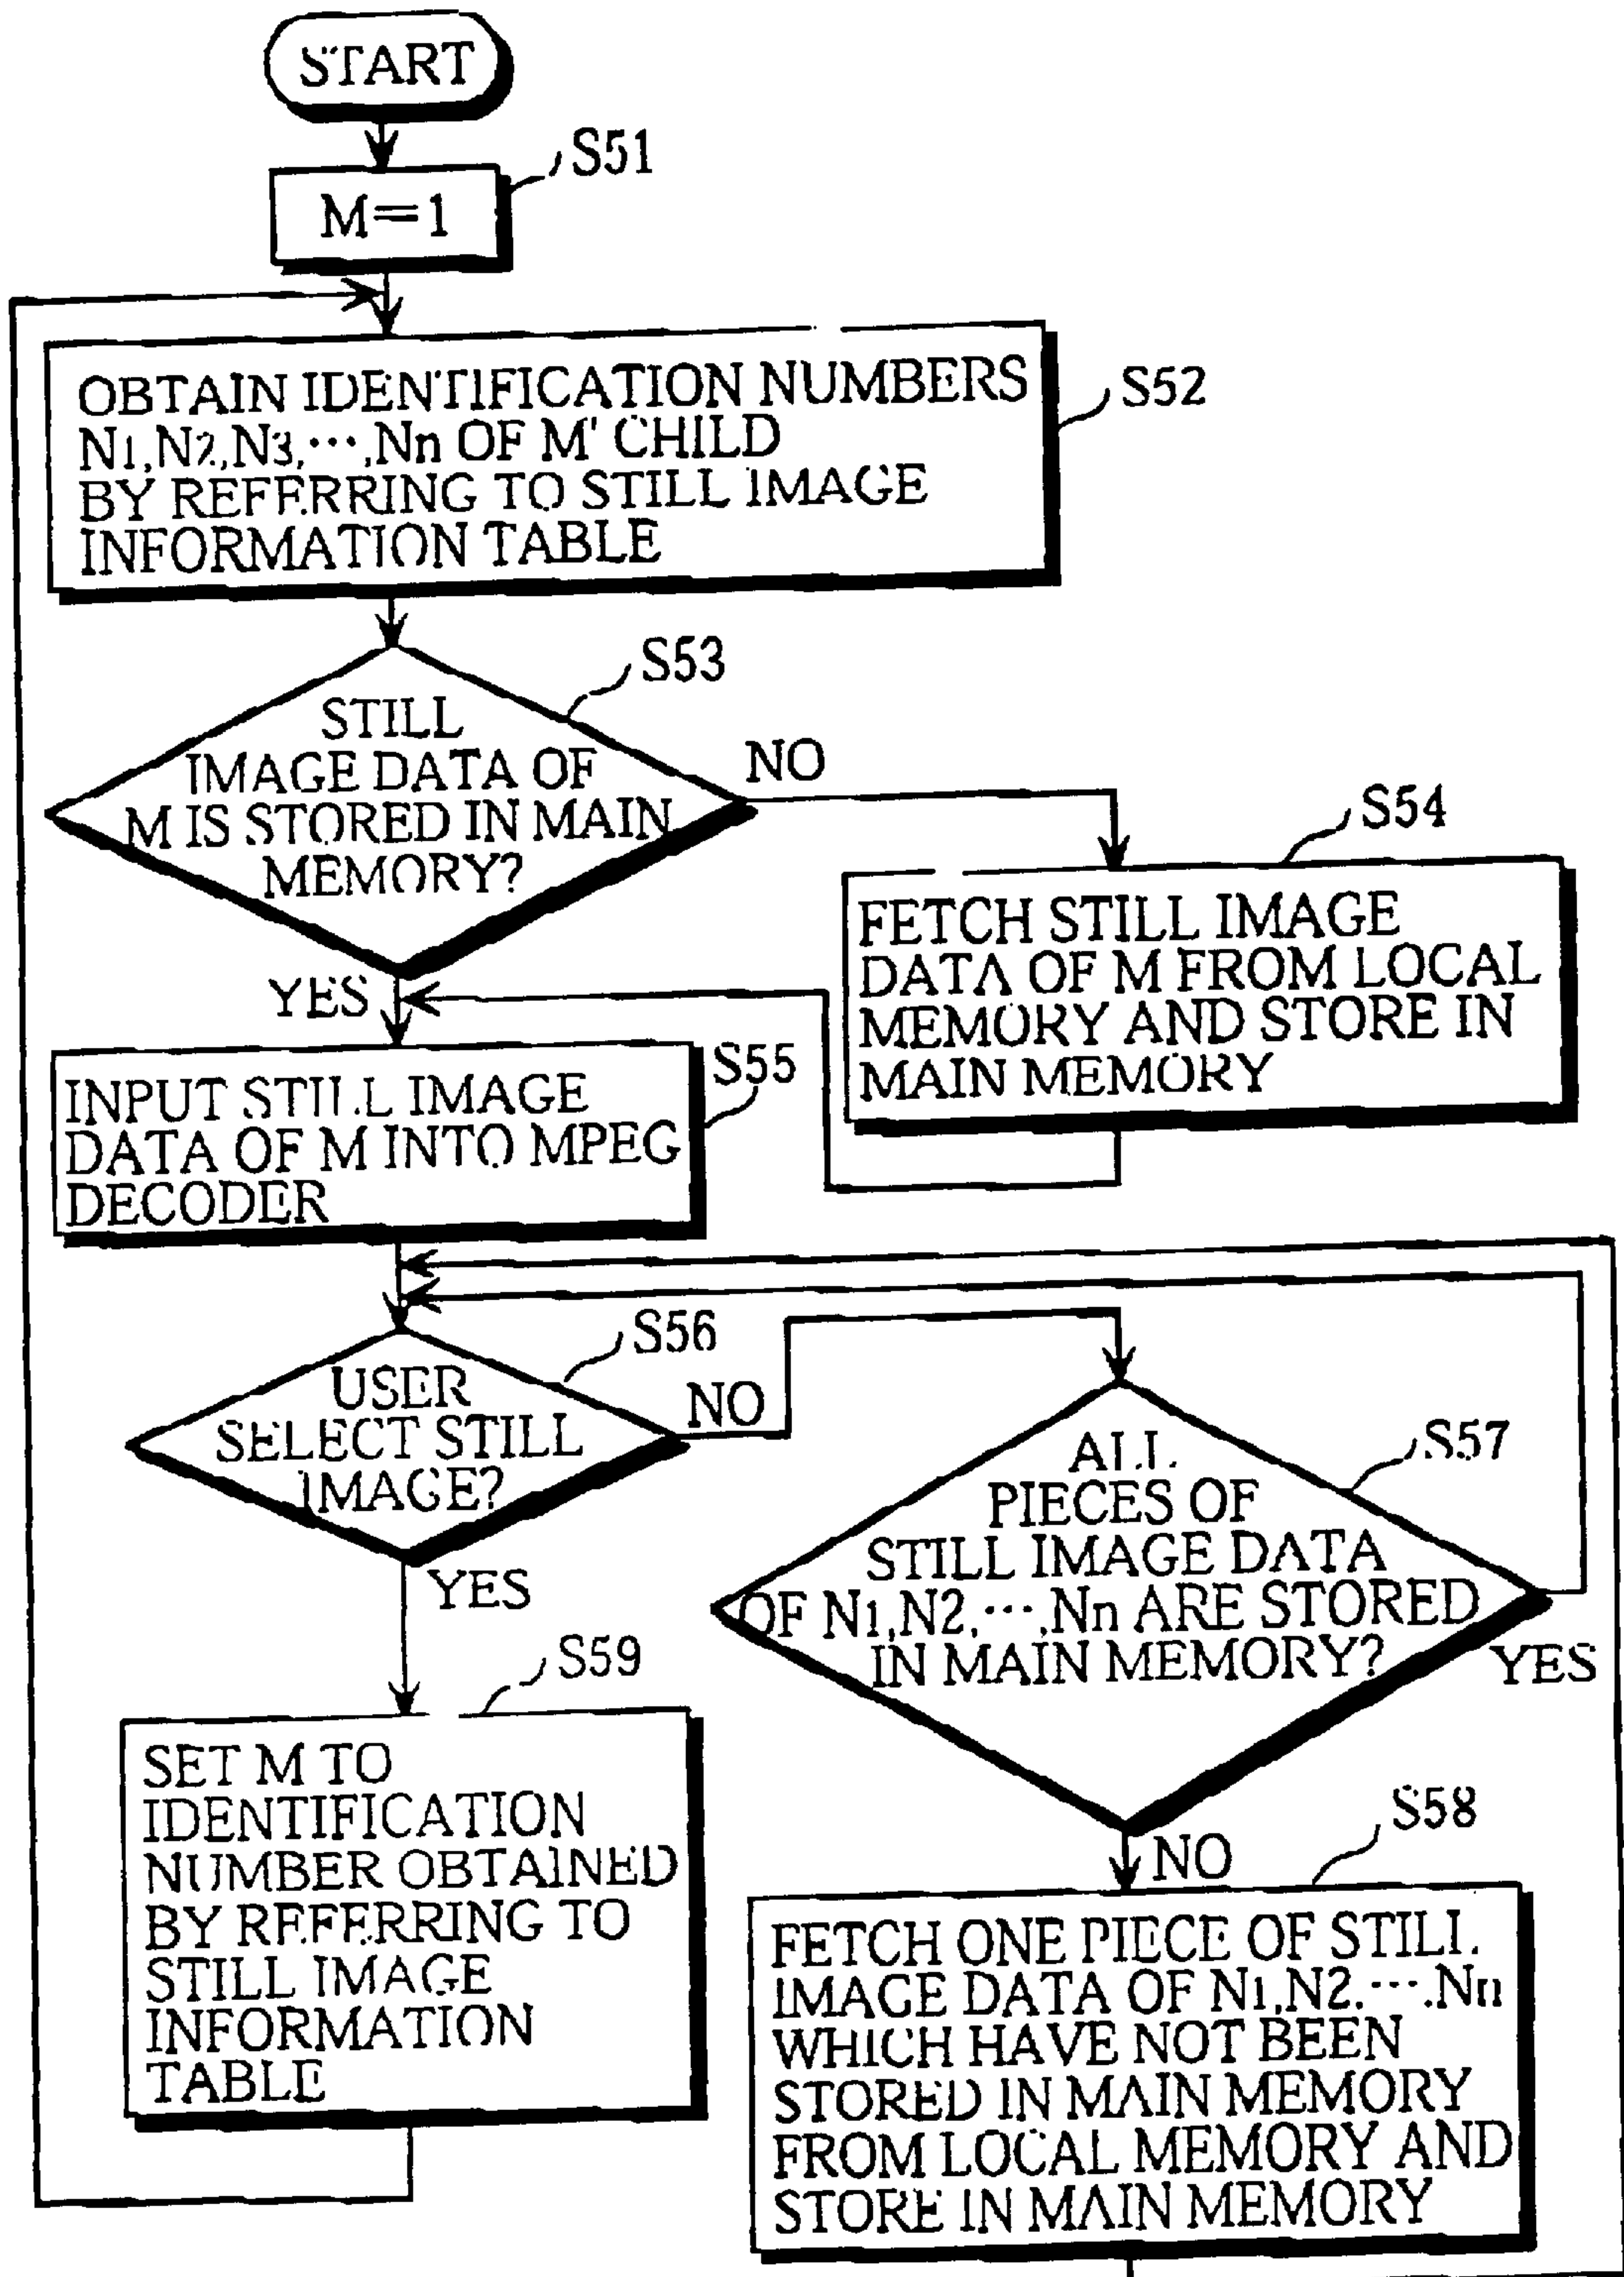 START
S51
M=1
S52
OBTAIN IDENTIFICATION NUMBERS
N1,N2,N3,…,Nn OF M' CHILD
BY REFERRING TO STILL IMAGE
INFORMATION TABLE
S53
STILL
IMAGE DATA OF
M IS STORED IN MAIN
MEMORY?
NO
YES
S54
FETCH STILL IMAGE
DATA OF M FROM LOCAL
MEMORY AND STORE IN
MAIN MEMORY
S55
INPUT STILL IMAGE
DATA OF M INTO MPEG
DECODER
S56
USER
SELECT STILL
IMAGE?
NO
YES
S57
ALL
PIECES OF
STILL IMAGE DATA
OF N1,N2,…,Nn ARE STORED
IN MAIN MEMORY?
YES
NO
S59
SET M TO
IDENTIFICATION
NUMBER OBTAINED
BY REFERRING TO
STILL IMAGE
INFORMATION
TABLE
S58
FETCH ONE PIECE OF STILL
IMAGE DATA OF N1,N2,…,Nn
WHICH HAVE NOT BEEN
STORED IN MAIN MEMORY
FROM LOCAL MEMORY AND
STORE IN MAIN MEMORY